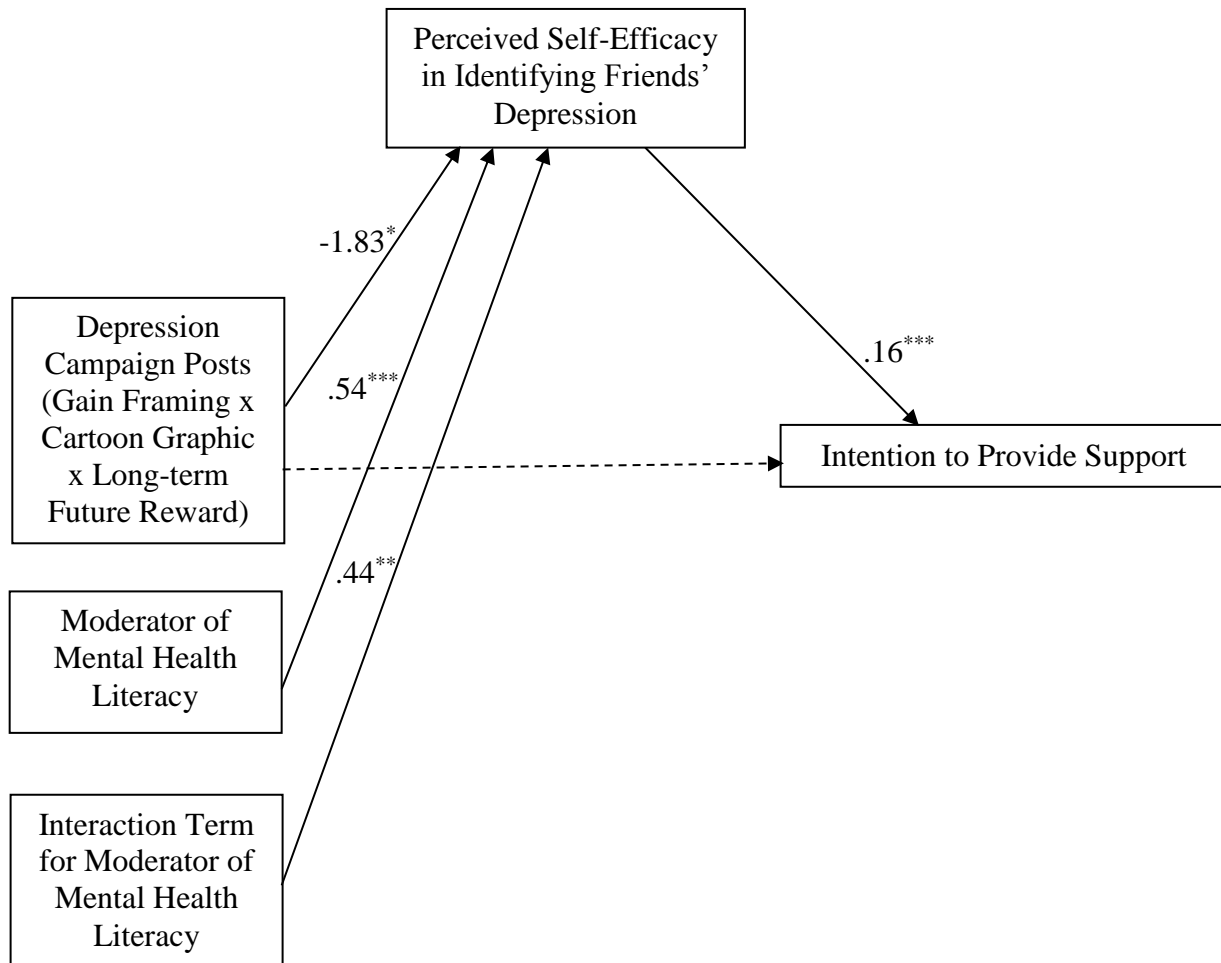 Perceived Self-Efficacy
in Identifying Friends’
Depression
-1.83*
Depression
Campaign Posts
(Gain Framing x
Cartoon Graphic
x Long-term
Future Reward)
.54***
.16***
Intention to Provide Support
.44**
Moderator of
Mental Health
Literacy
Interaction Term
for Moderator of
Mental Health
Literacy